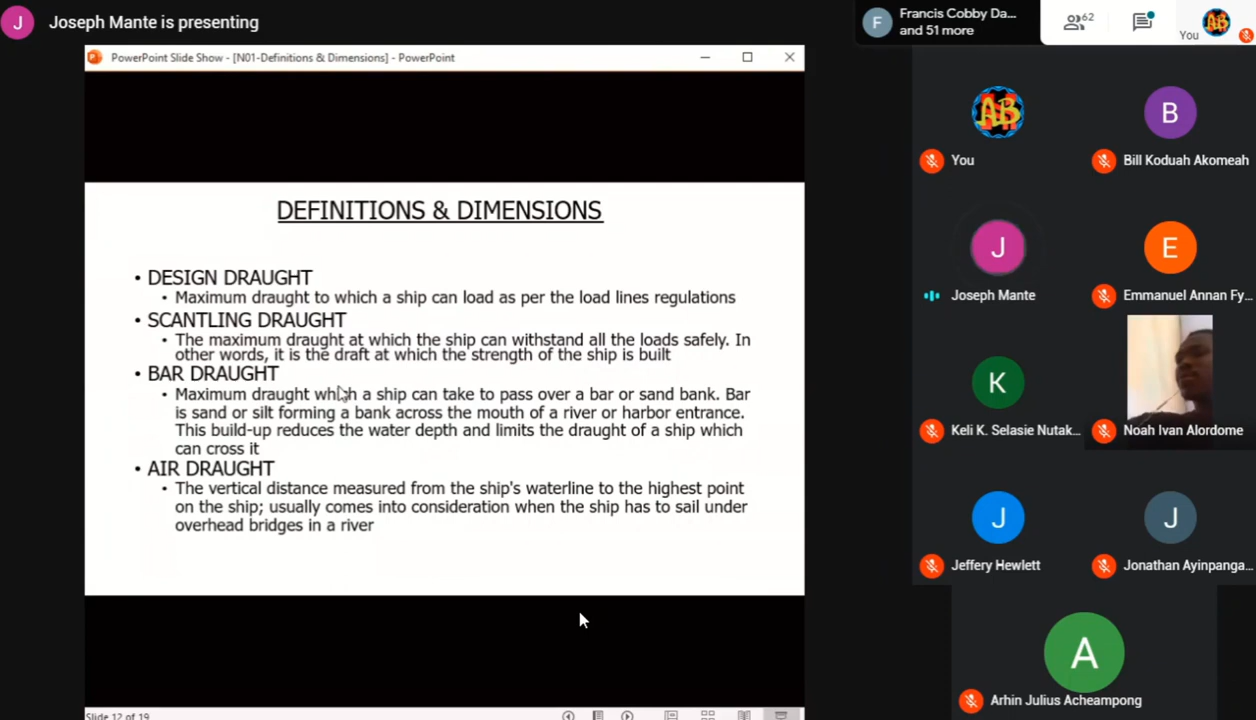 J
Joseph Mante is presenting
F
Francis Cobby Da...
and 51 more
62
You
PowerPoint Slide Show - [N01-Definitions & Dimensions] - PowerPoint
DEFINITIONS & DIMENSIONS
• DESIGN DRAUGHT
• Maximum draught to which a ship can load as per the load lines regulations
• SCANTLING DRAUGHT
• The maximum draught at which the ship can withstand all the loads safely. In
other words, it is the draft at which the strength of the ship is built
• BAR DRAUGHT
• Maximum draught which a ship can take to pass over a bar or sand bank. Bar
is sand or silt forming a bank across the mouth of a river or harbor entrance.
This build-up reduces the water depth and limits the draught of a ship which
can cross it
• AIR DRAUGHT
• The vertical distance measured from the ship's waterline to the highest point
on the ship; usually comes into consideration when the ship has to sail under
overhead bridges in a river
Slide 12 of 19
AB
You
B
Bill Koduah Akomeah
J
Joseph Mante
E
Emmanuel Annan Fy...
K
Keli K. Selasie Nutak...
Noah Ivan Alordome
J
Jeffery Hewlett
J
Jonathan Ayinpanga...
A
Arhin Julius Acheampong